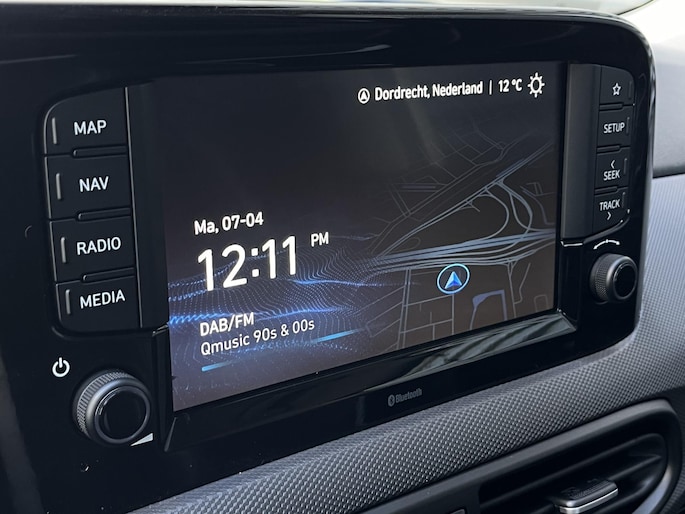 Dordrecht, Nederland | 12 °C
MAP
NAV
RADIO
MEDIA
Ma, 07-04
12:11 PM
DAB/FM
Qmusic 90s & 00s
SETUP
< SEEK
TRACK >
Bluetooth